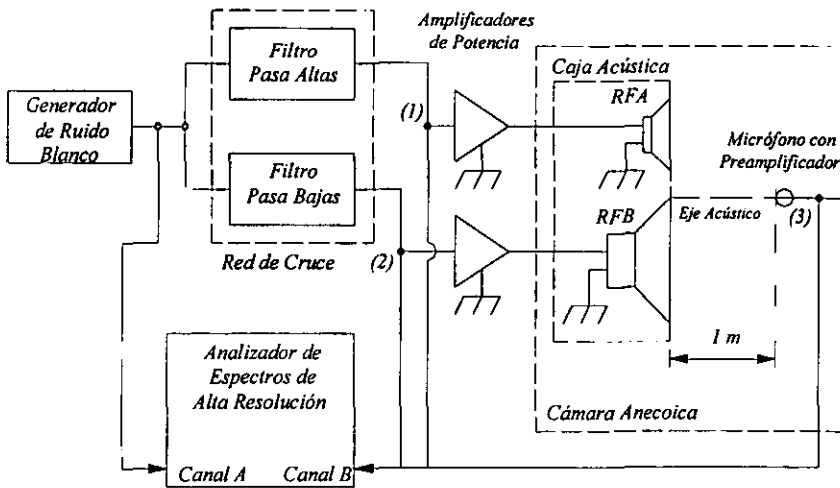 Amplificadores
de Potencia
Filtro
Pasa Altas
Caja Acústica
RFA
Generador
de Ruido
Blanco
(1)
Micrófono con
Preamplificador
Filtro
Pasa Bajas
RFB
Eje Acústico
(3)
Red de Cruce
(2)
1 m
Analizador de
Espectros de
Alta Resolución
Cámara Anecoica
Canal A
Canal B